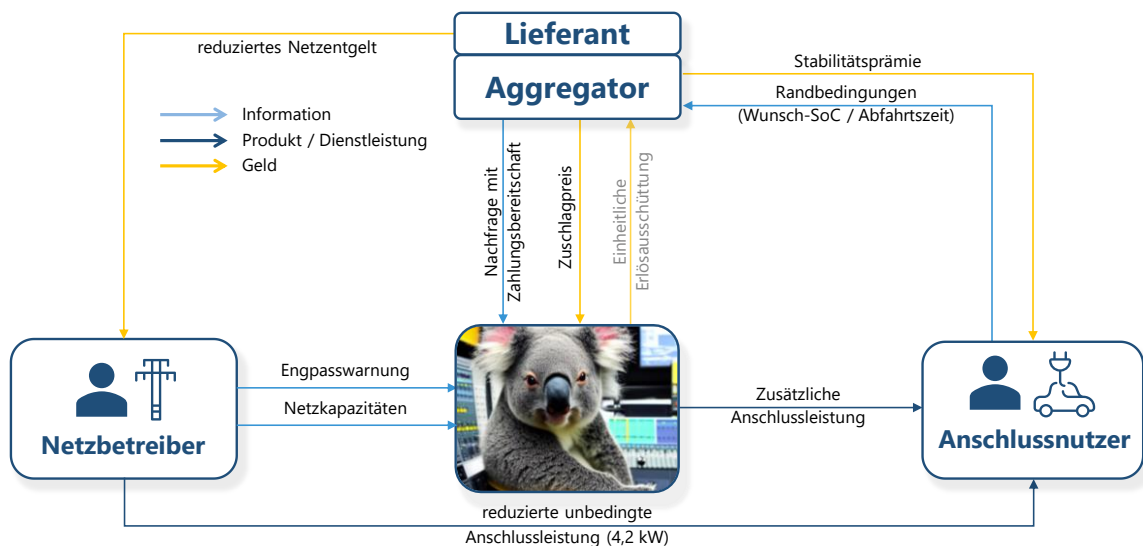 Lieferant
reduziertes Netzentgelt
Aggregator
Stabilitätsprämie
Randbedingungen
(Wunsch-SoC / Abfahrtszeit)
Information
Produkt / Dienstleistung
Geld
Nachfrage mit
Zahlungsbereitschaft
Zuschlagpreis
Einheitliche
Erlösausschüttung
Engpasswarnung
Netzkapazitäten
Netzbetreiber
Zusätzliche
Anschlussleistung
Anschlussnutzer
reduzierte unbedingte
Anschlussleistung (4,2 kW)